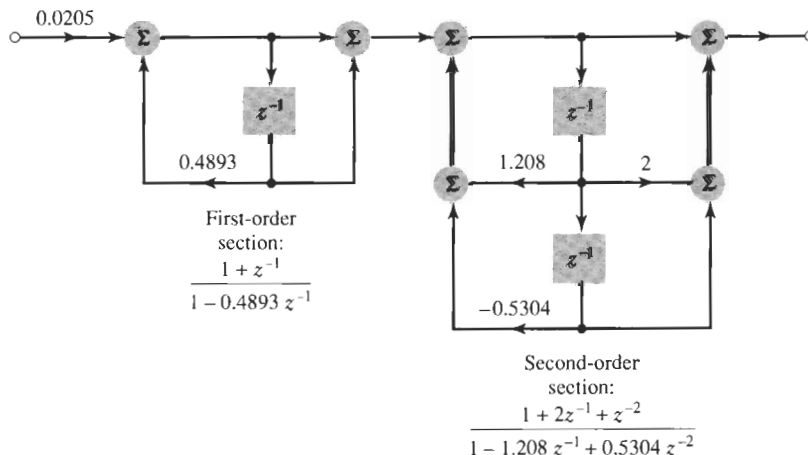 0.0205
Σ
Σ
Σ
Σ
z⁻¹
z⁻¹
0.4893
1.208
2
Σ
Σ
First-order
section:
1 + z⁻¹
1 − 0.4893 z⁻¹
z⁻¹
−0.5304
Second-order
section:
1 + 2z⁻¹ + z⁻²
1 − 1.208 z⁻¹ + 0.5304 z⁻²